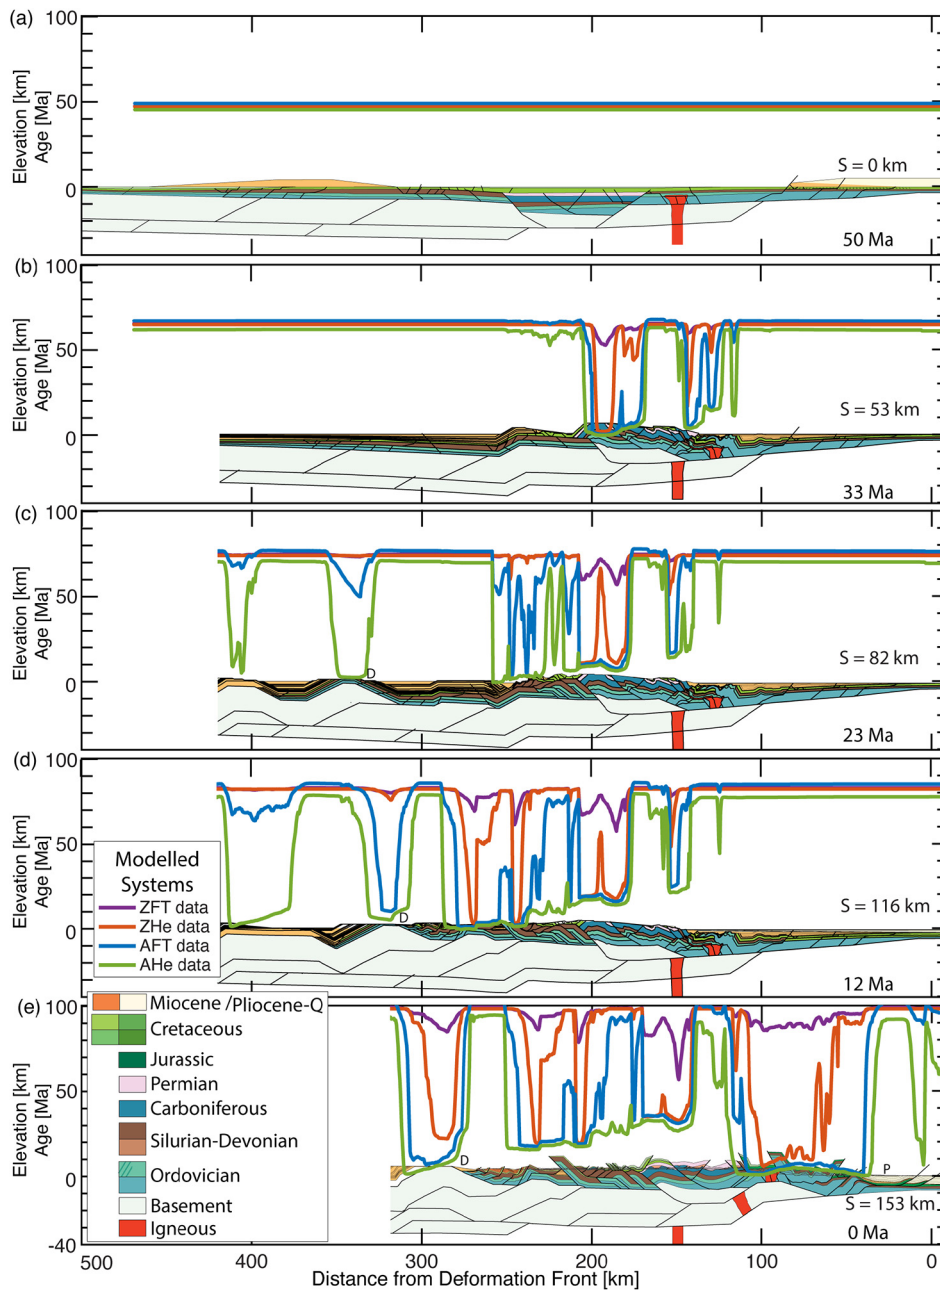 (a)
100
50
0
Elevation [km]
Age [Ma]
S = 0 km
50 Ma
(b)
100
50
0
Elevation [km]
Age [Ma]
S = 53 km
33 Ma
(c)
100
50
0
Elevation [km]
Age [Ma]
D
S = 82 km
23 Ma
(d)
100
50
0
Elevation [km]
Age [Ma]
D
S = 116 km
12 Ma
Modelled
Systems
ZFT data
ZHe data
AFT data
AHe data
(e)
100
50
0
-40
Elevation [km]
Age [Ma]
Miocene /Pliocene-Q
Cretaceous
Jurassic
Permian
Carboniferous
Silurian-Devonian
Ordovician
Basement
Igneous
D
P
S = 153 km
0 Ma
500
400
300
200
100
0
Distance from Deformation Front [km]